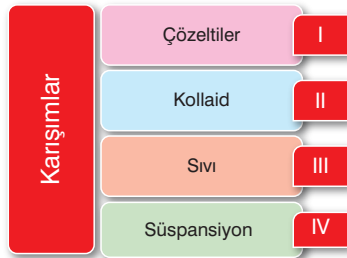 Karışımlar
Çözeltiler
I
Kollaid
II
Sıvı
III
Süspansiyon
IV